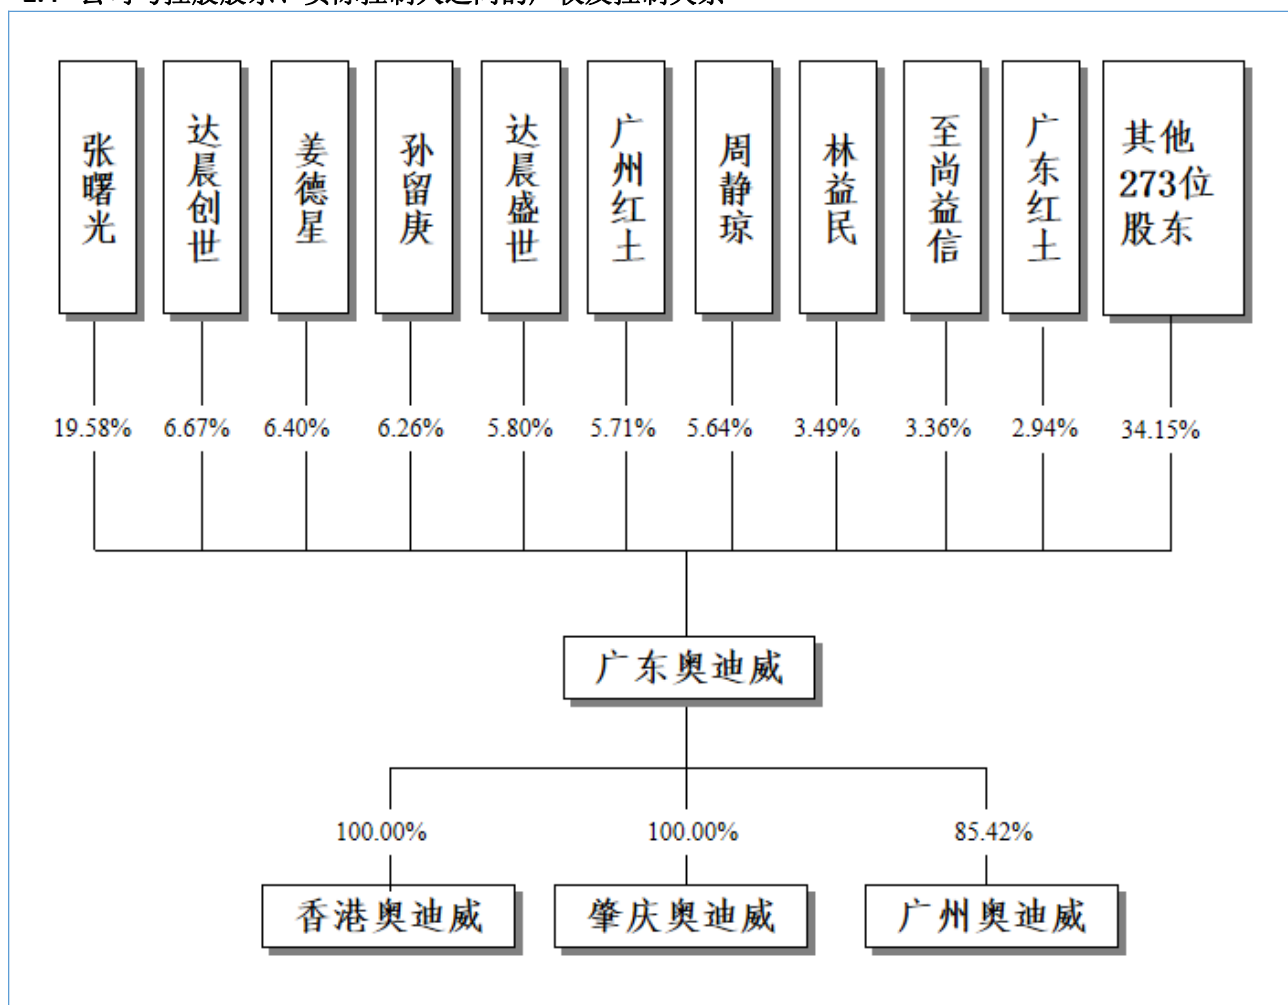 张曙光
达晨创世
姜德星
孙留庚
达晨盛世
广州红土
周静琼
林益民
至尚益信
广东红土
其他
273位
股东
19.58%
6.67%
6.40%
6.26%
5.80%
5.71%
5.64%
3.49%
3.36%
2.94%
34.15%
广东奥迪威
100.00%
100.00%
85.42%
香港奥迪威
肇庆奥迪威
广州奥迪威